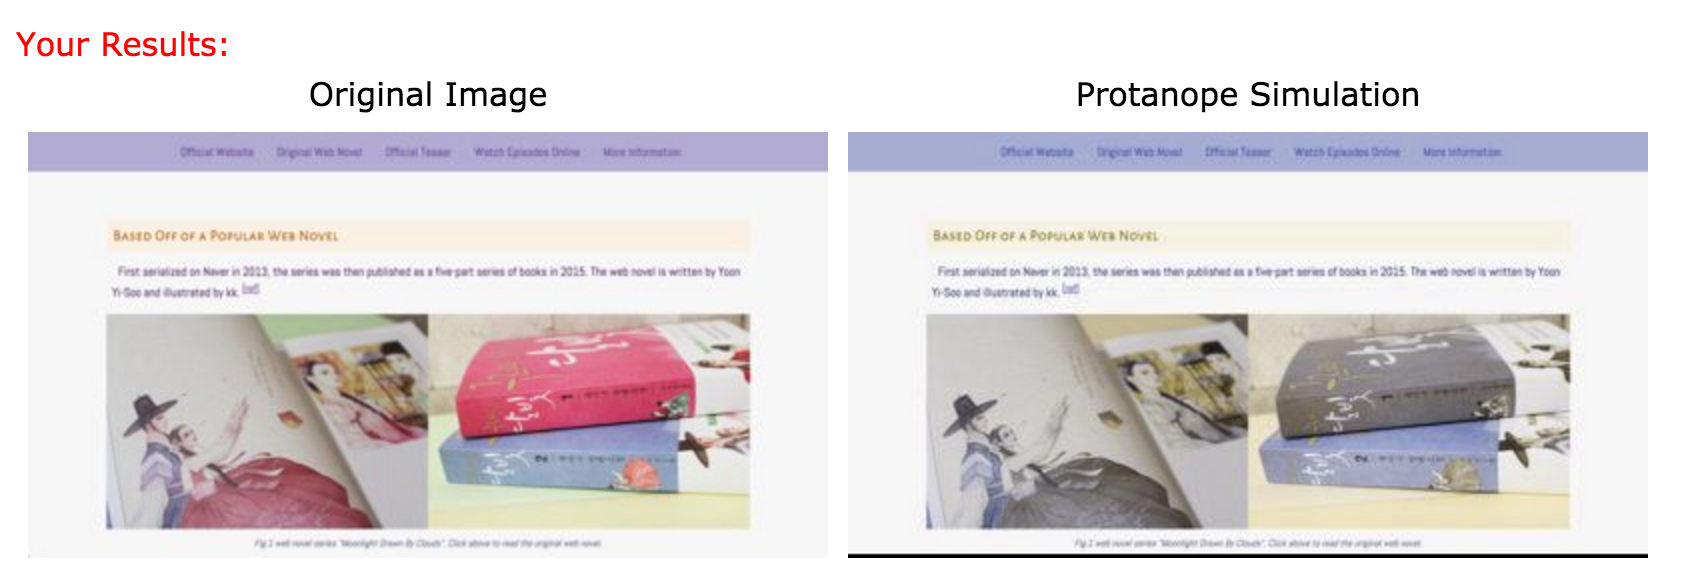 Your Results:
Original Image
Official Website Original Web Novel Official Teaser Watch Episodes Online More Information
BASED OFF OF A POPULAR WEB NOVEL
First serialized on Naver in 2013, the series was then published as a five-part series of books in 2015. The web novel is written by Yoon
Yi-Soo and illustrated by kk.
1
2
Fig.1 web novel series "Moonlight Drawn By Clouds". Click above to read the original web novel.
Protanope Simulation
Official Website Original Web Novel Official Teaser Watch Episodes Online More Information
BASED OFF OF A POPULAR WEB NOVEL
First serialized on Naver in 2013, the series was then published as a five-part series of books in 2015. The web novel is written by Yoon
Yi-Soo and illustrated by kk.
1
2
Fig.1 web novel series "Moonlight Drawn By Clouds". Click above to read the original web novel.